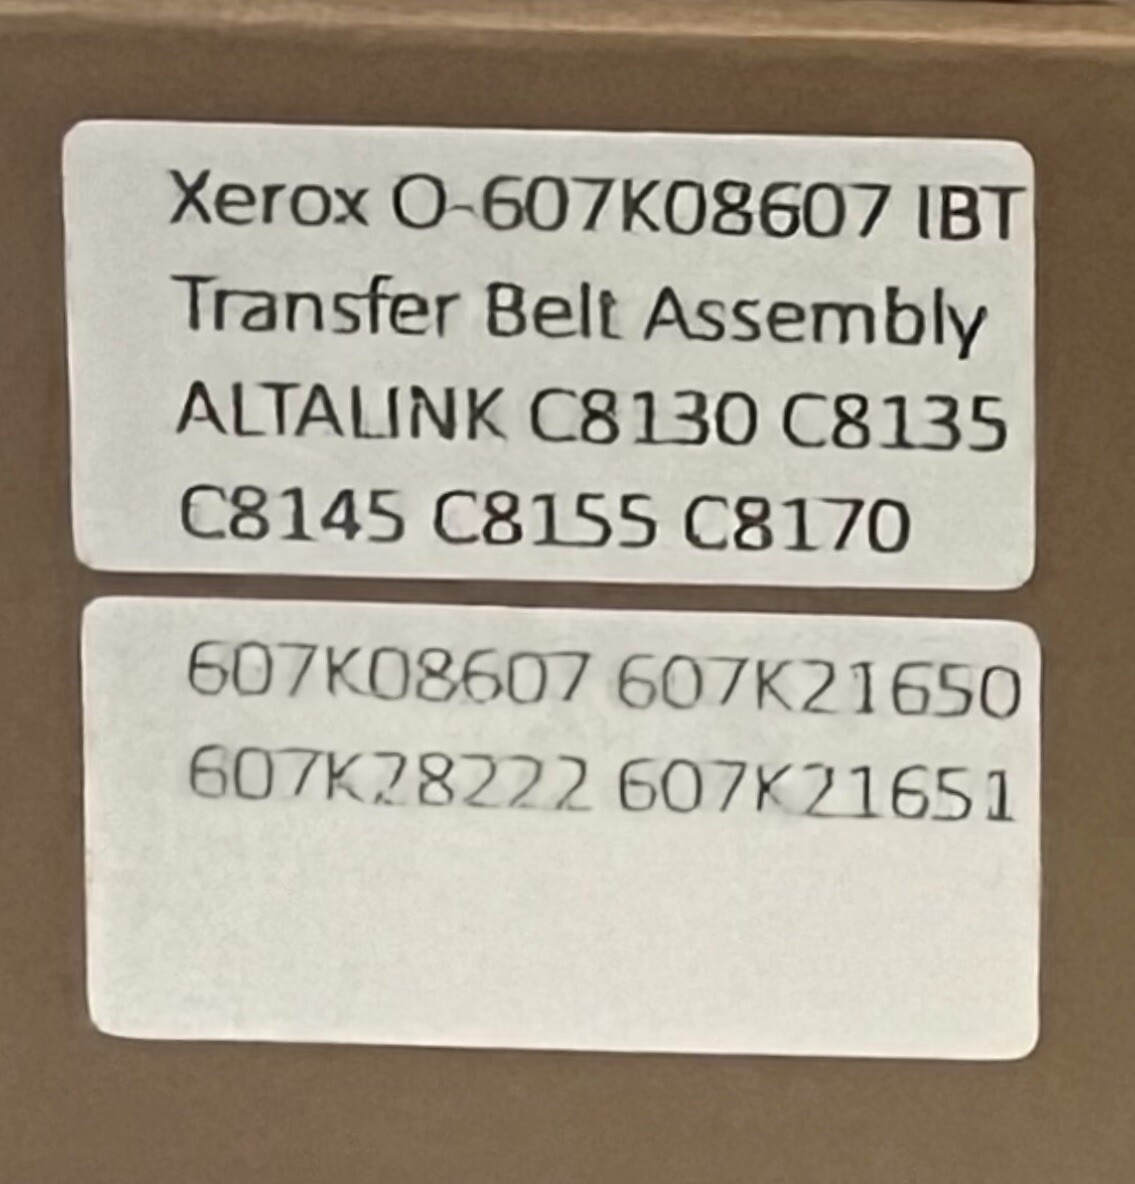 Xerox O-607K08607 IBT
Transfer Belt Assembly
ALTALINK C8130 C8135
C8145 C8155 C8170
607K08607 607K21650
607K28222 607K21651